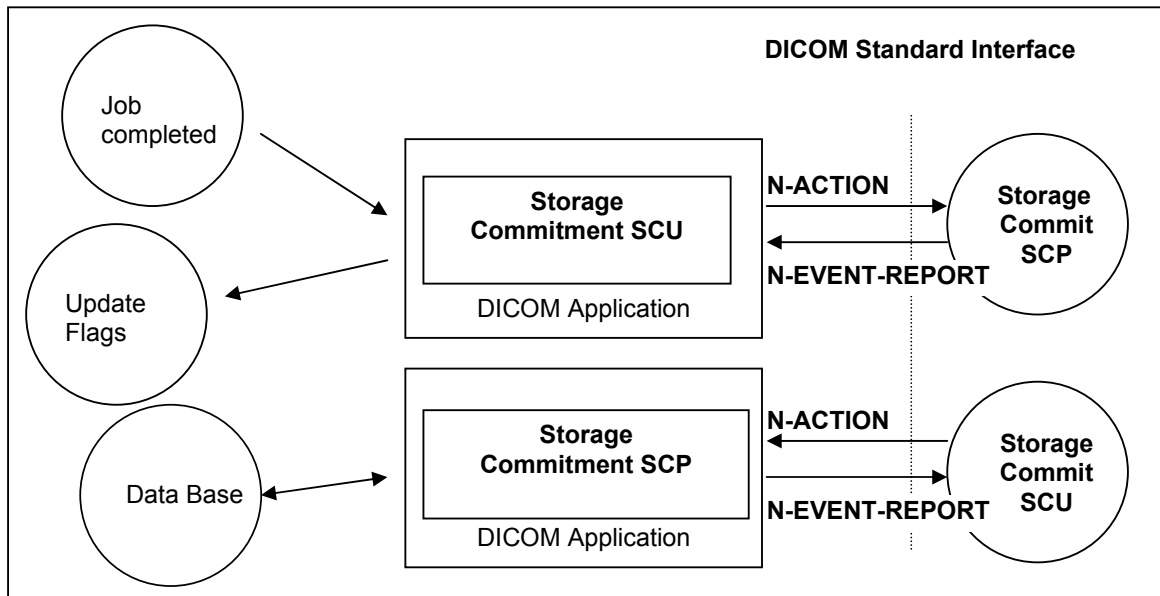 DICOM Standard Interface
Job
completed
Storage
Commitment SCU
DICOM Application
N-ACTION
N-EVENT-REPORT
Storage
Commit
SCP
Update
Flags
Data Base
Storage
Commitment SCP
DICOM Application
N-ACTION
N-EVENT-REPORT
Storage
Commit
SCU